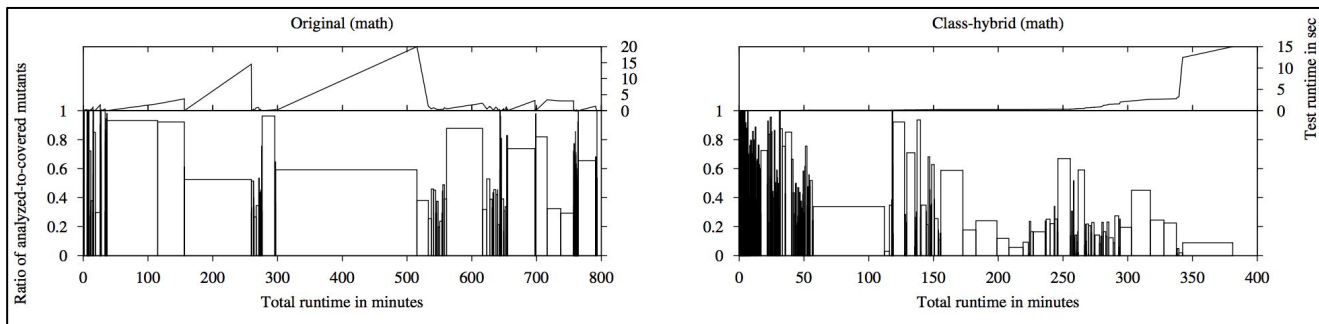 Original (math)
20
15
10
5
0
1
0.8
0.6
0.4
0.2
0
0 100 200 300 400 500 600 700 800
Total runtime in minutes
Ratio of analyzed-to-covered mutants
Class-hybrid (math)
15
10
5
0
1
0.8
0.6
0.4
0.2
0
0 50 100 150 200 250 300 350 400
Total runtime in minutes
Test runtime in sec